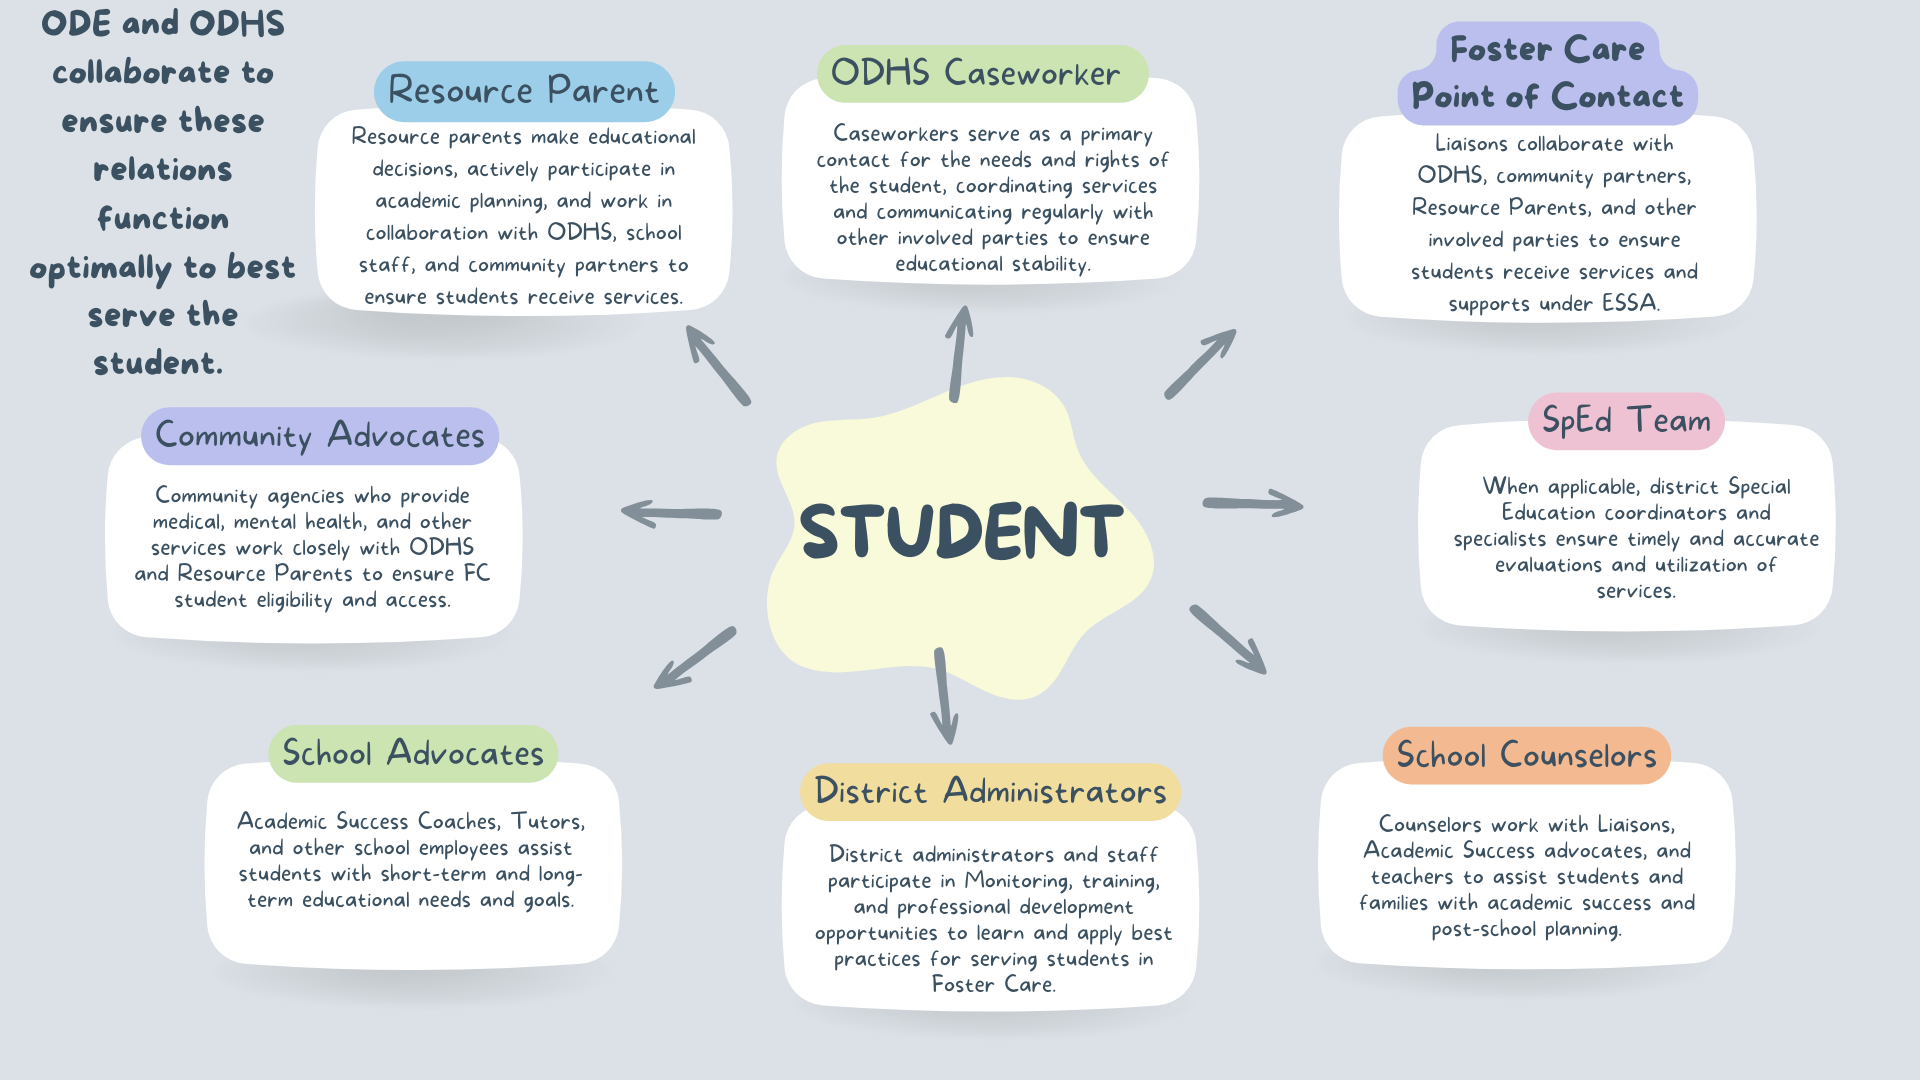 ODE and ODHS
collaborate to
ensure these
relations
function
optimally to best
serve the
student.
Resource Parent
Resource parents make educational
decisions, actively participate in
academic planning, and work in
collaboration with ODHS, school
staff, and community partners to
ensure students receive services.
ODHS Caseworker
Caseworkers serve as a primary
contact for the needs and rights of
the student, coordinating services
and communicating regularly with
other involved parties to ensure
educational stability.
Foster Care
Point of Contact
Liaisons collaborate with
ODHS, community partners,
Resource Parents, and other
involved parties to ensure
students receive services and
supports under ESSA.
Community Advocates
Community agencies who provide
medical, mental health, and other
services work closely with ODHS
and Resource Parents to ensure FC
student eligibility and access.
STUDENT
SpEd Team
When applicable, district Special
Education coordinators and
specialists ensure timely and accurate
evaluations and utilization of
services.
School Advocates
Academic Success Coaches, Tutors,
and other school employees assist
students with short-term and long-
term educational needs and goals.
District Administrators
District administrators and staff
participate in Monitoring, training,
and professional development
opportunities to learn and apply best
practices for serving students in
Foster Care.
School Counselors
Counselors work with Liaisons,
Academic Success advocates, and
teachers to assist students and
families with academic success and
post-school planning.